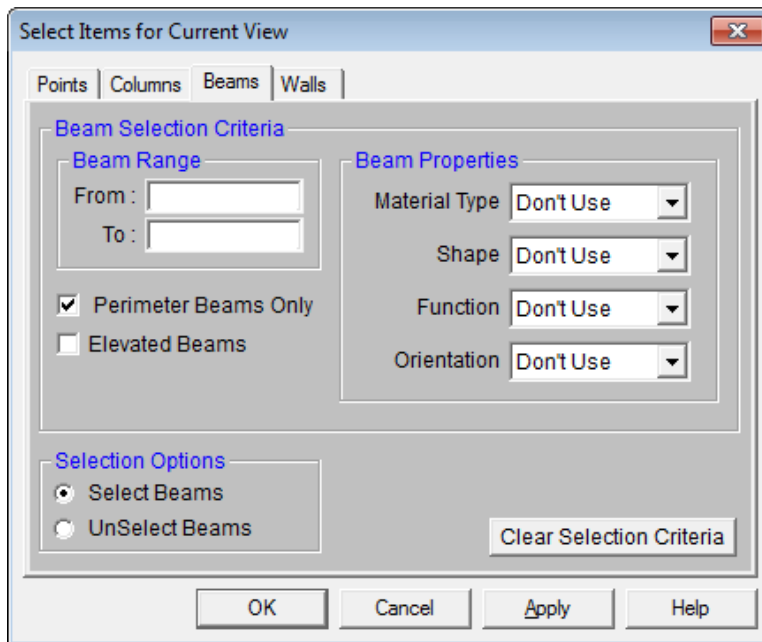 Select Items for Current View
Points
Columns
Beams
Walls
Beam Selection Criteria
Beam Range
From :
To :
Perimeter Beams Only
Elevated Beams
Beam Properties
Material Type Don't Use
Shape Don't Use
Function Don't Use
Orientation Don't Use
Selection Options
Select Beams
UnSelect Beams
Clear Selection Criteria
OK
Cancel
Apply
Help